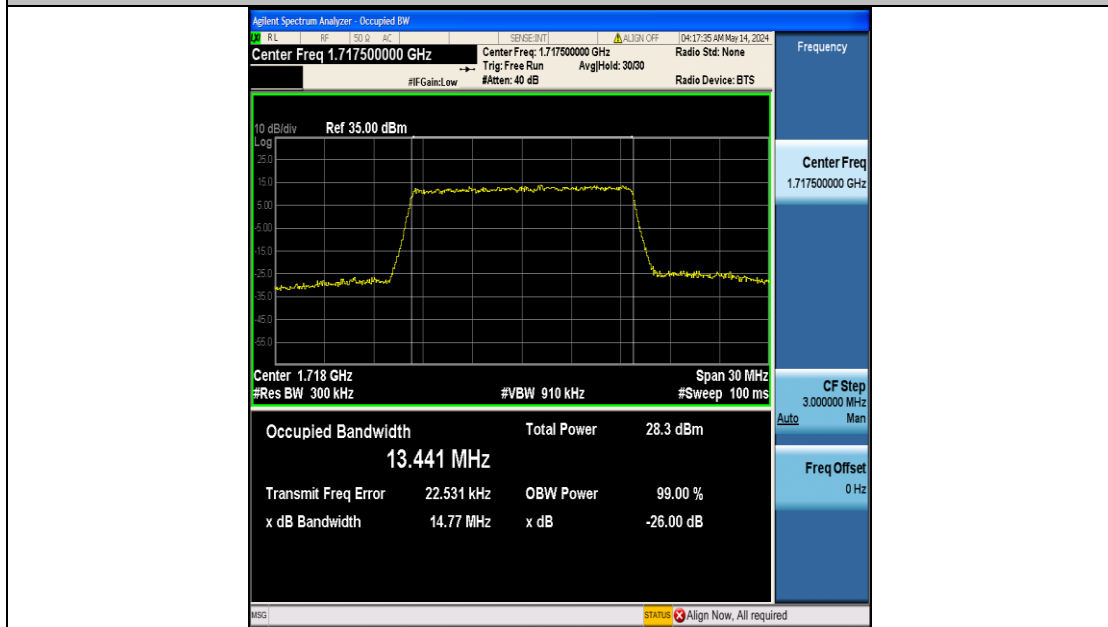 Agilent Spectrum Analyzer - Occupied BW
LXI RL RF 50 Ω AC SENSE:INT ALIGN OFF 04:17:35 AM May 14, 2024
Center Freq 1.717500000 GHz Center Freq: 1.717500000 GHz Radio Std: None
Trig: Free Run Avg|Hold: 30/30
#IFGain:Low #Atten: 40 dB Radio Device: BTS
10 dB/div Ref 35.00 dBm
Log
25.0
15.0
5.00
-5.00
-15.0
-25.0
-35.0
-45.0
-55.0
Center 1.718 GHz Span 30 MHz
#Res BW 300 kHz #VBW 910 kHz #Sweep 100 ms
Occupied Bandwidth Total Power 28.3 dBm
13.441 MHz
Transmit Freq Error 22.531 kHz OBW Power 99.00 %
x dB Bandwidth 14.77 MHz x dB -26.00 dB
MSG STATUS Align Now, All required
Frequency
Center Freq
1.717500000 GHz
CF Step
3.000000 MHz
Auto Man
Freq Offset
0 Hz